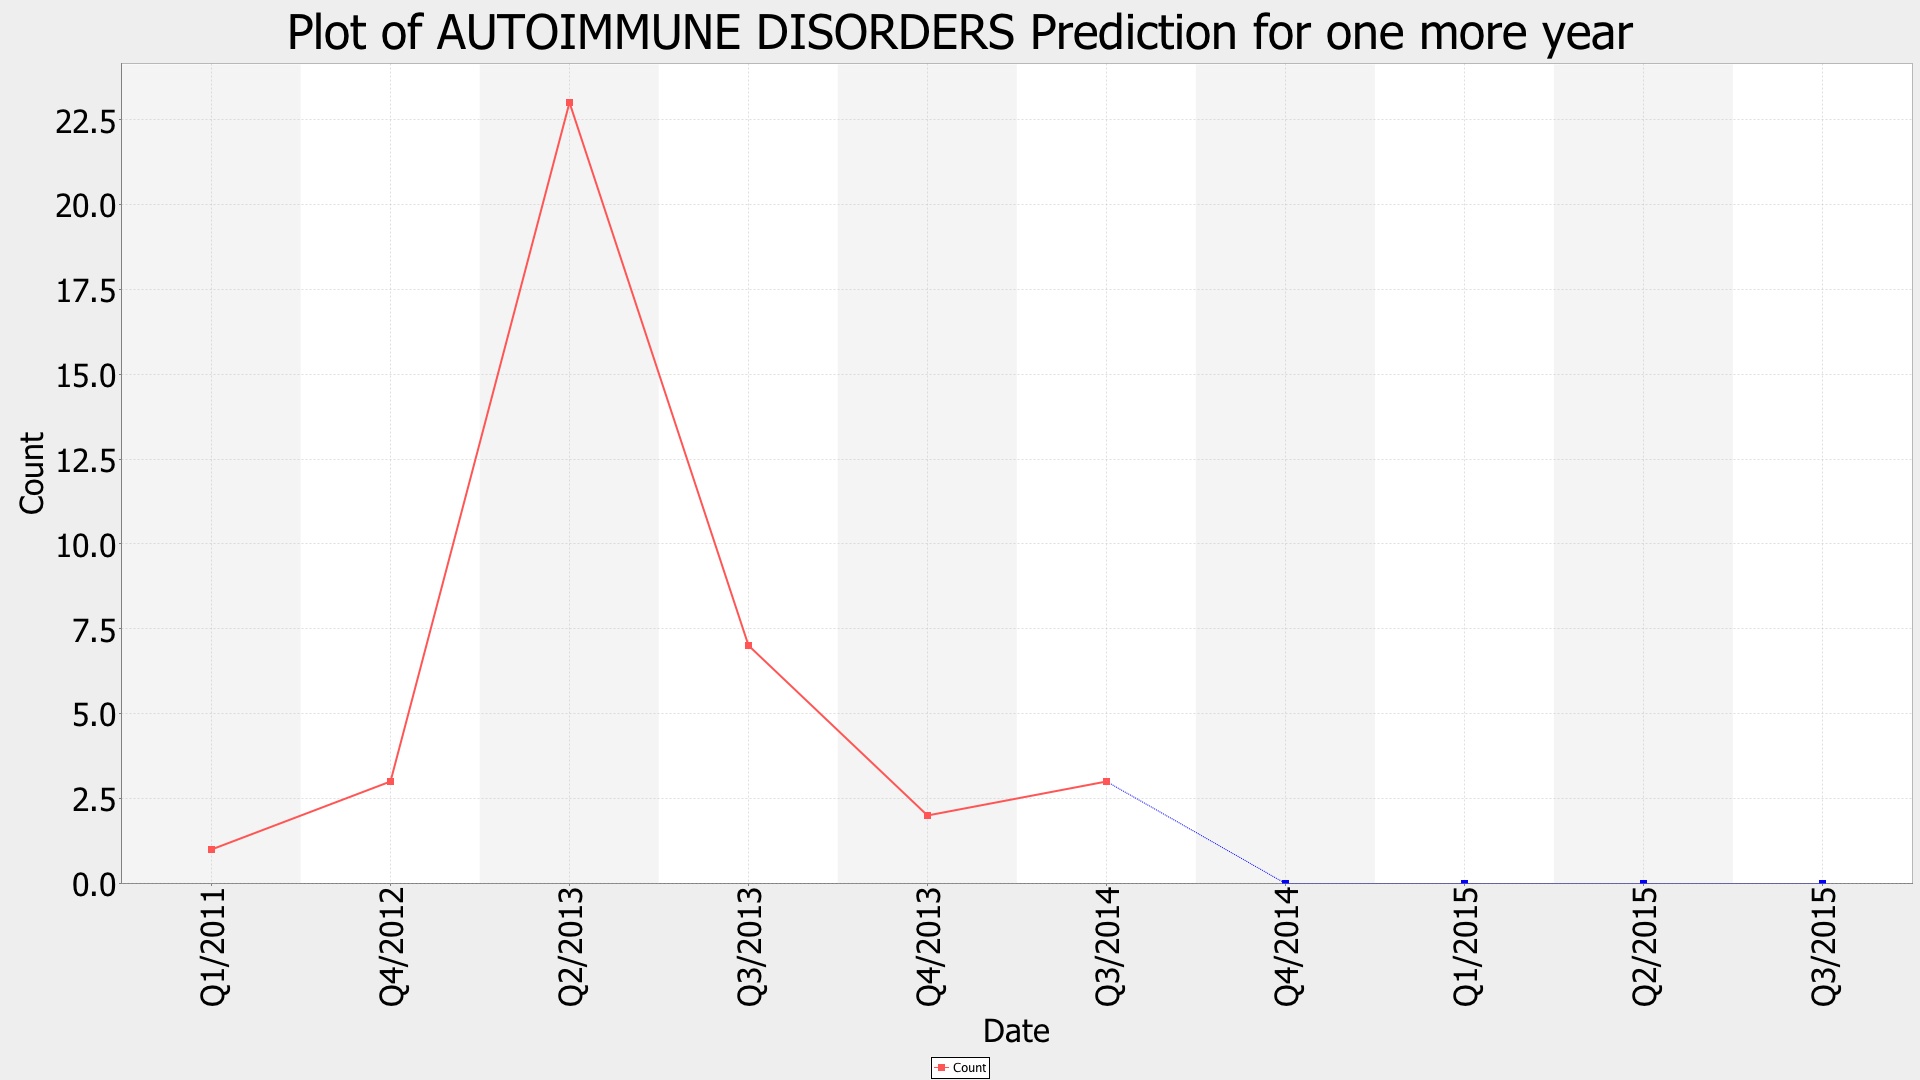 Plot of AUTOIMMUNE DISORDERS Prediction for one more year
22.5
20.0
17.5
15.0
12.5
10.0
7.5
5.0
2.5
0.0
Count
Q1/2011
Q4/2012
Q2/2013
Q3/2013
Q4/2013
Q3/2014
Q4/2014
Q1/2015
Q2/2015
Q3/2015
Date
Count